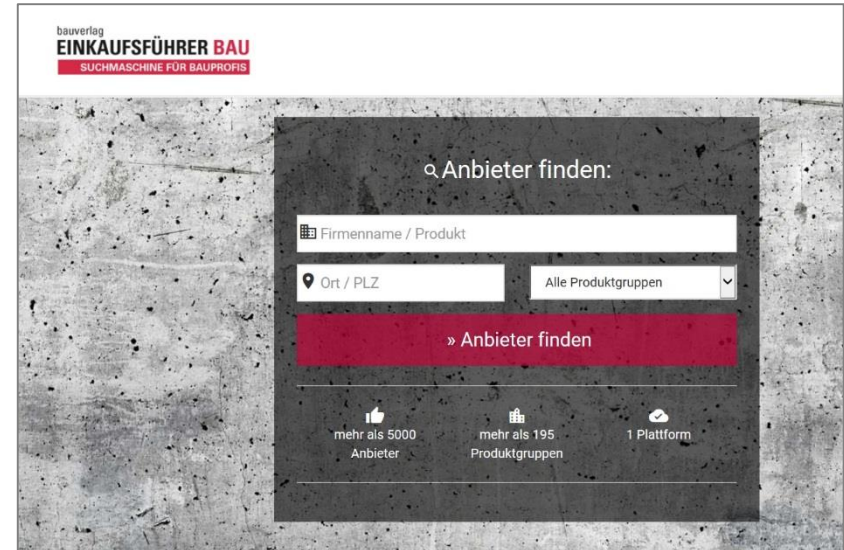 bauverlag
EINKAUFSFÜHRER BAU
SUCHMASCHINE FÜR BAUPROFIS
Anbieter finden:
Firmenname / Produkt
Ort / PLZ
Alle Produktgruppen
» Anbieter finden
mehr als 5000
Anbieter
mehr als 195
Produktgruppen
1 Plattform